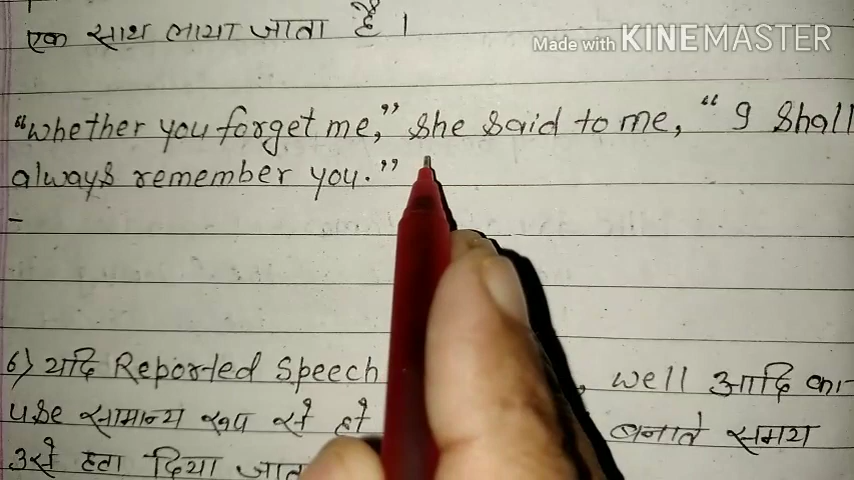 एक साथ लाया जाता है।
Made with KINEMASTER
"whether you forget me," she said to me, "I shall
always remember you."
-
6) यदि Reported Speech , well आदि का
use सामान्य रूप से हो बनाते समय
उसे हटा दिया जाता